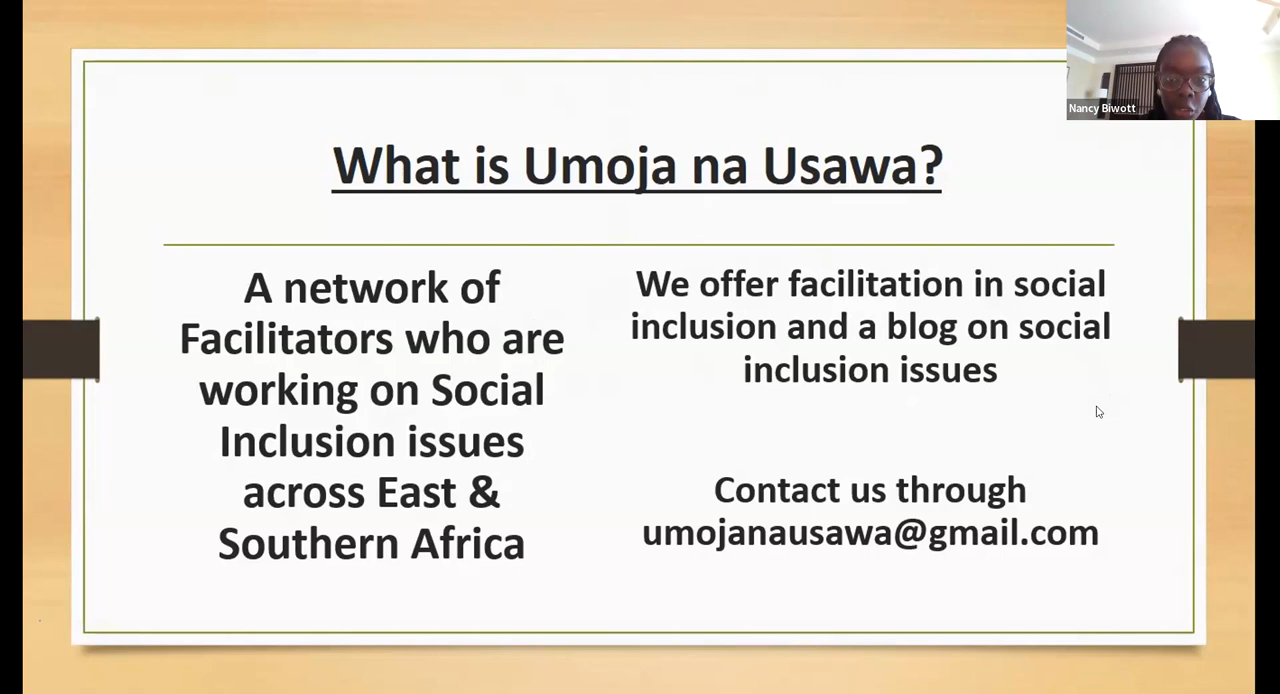 Nancy Biwott
What is Umoja na Usawa?
A network of
Facilitators who are
working on Social
Inclusion issues
across East &
Southern Africa
We offer facilitation in social
inclusion and a blog on social
inclusion issues
Contact us through
umojanausawa@gmail.com